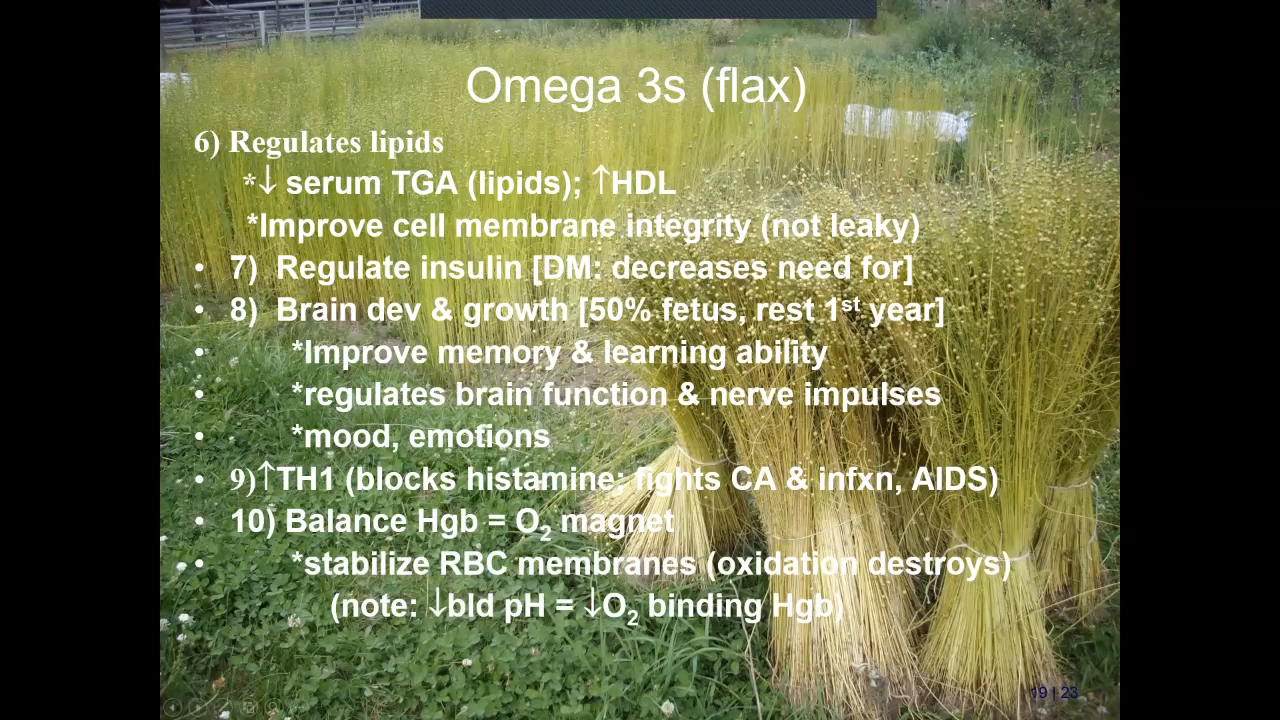 Omega 3s (flax)
6) Regulates lipids
*↓ serum TGA (lipids); ↑HDL
*Improve cell membrane integrity (not leaky)
• 7) Regulate insulin [DM: decreases need for]
• 8) Brain dev & growth [50% fetus, rest 1st year]
• *Improve memory & learning ability
• *regulates brain function & nerve impulses
• *mood, emotions
• 9)↑TH1 (blocks histamine; fights CA & infxn, AIDS)
• 10) Balance Hgb = O2 magnet
• *stabilize RBC membranes (oxidation destroys)
(note: ↓bld pH = ↓O2 binding Hgb)
19 | 23